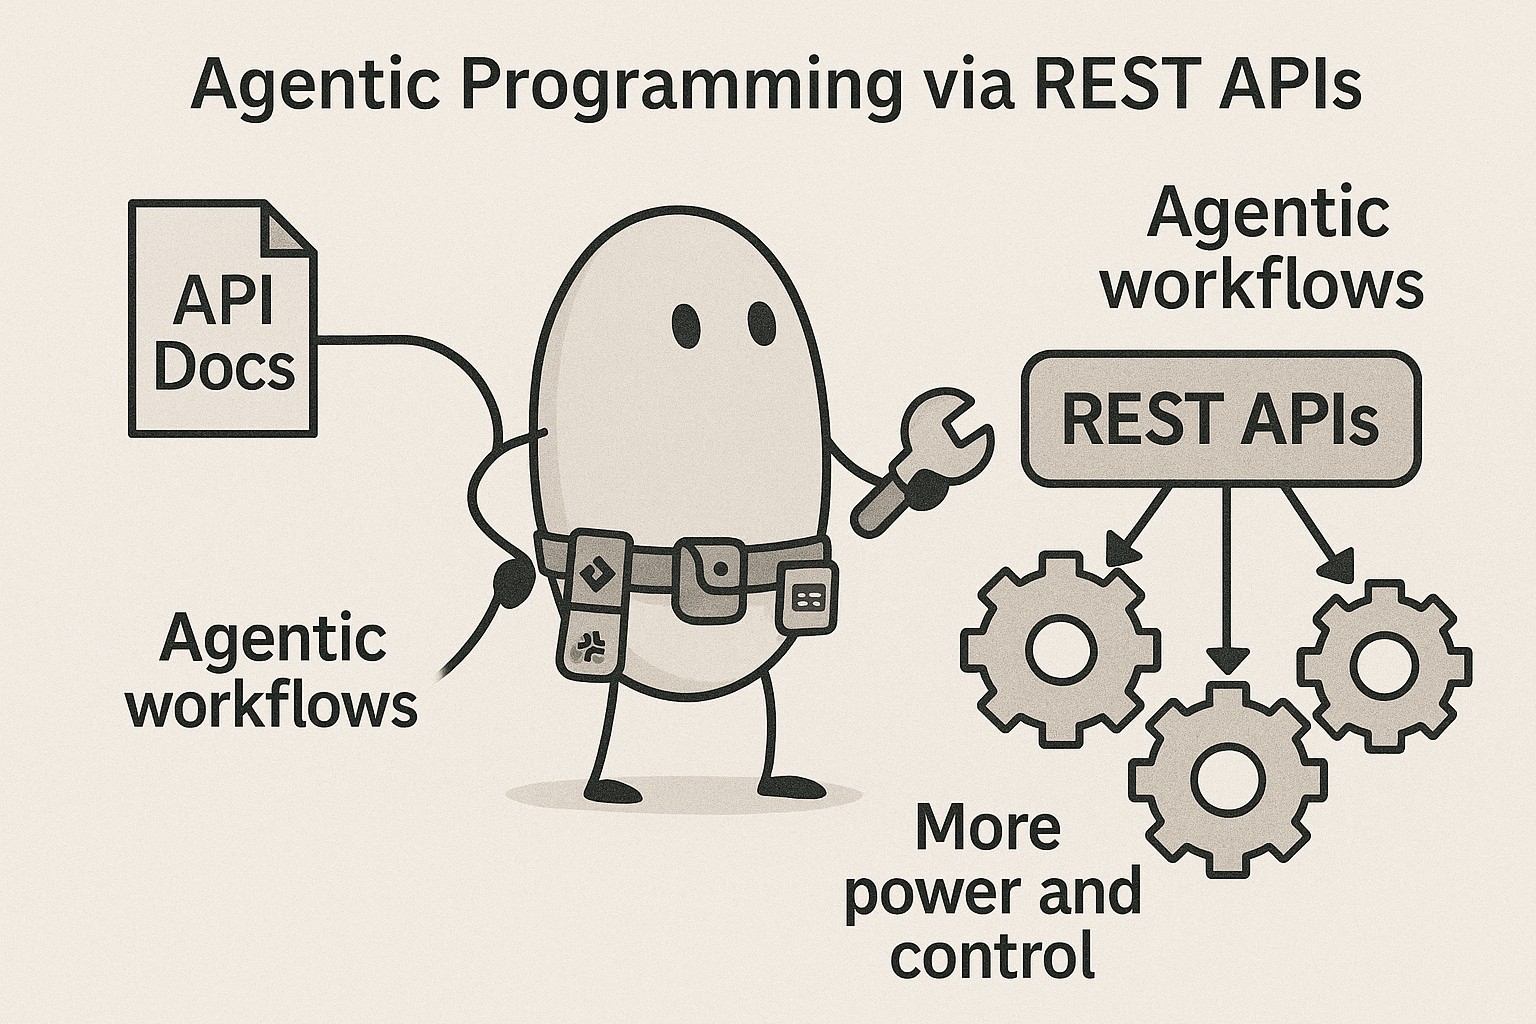 Agentic Programming via REST APIs
API
Docs
Agentic
workflows
REST APIs
Agentic
workflows
More
power and
control